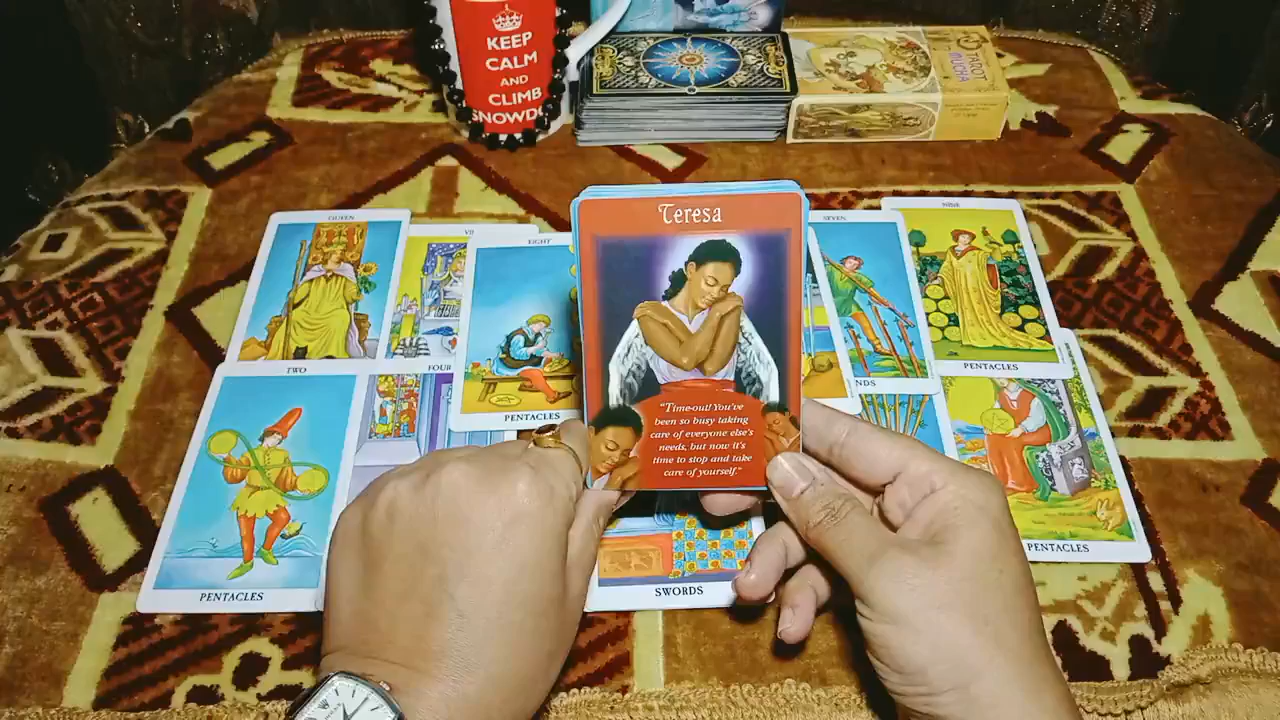 KEEP
CALM
AND
CLIMB
SNOWDO
TAROT
MUCHA
QUEEN
VII
EIGHT
PENTACLES
Teresa
"Time-out! You've
been so busy taking
care of everyone else's
needs, but now it's
time to stop and take
care of yourself."
SEVEN
NDS
NINE
PENTACLES
TWO
PENTACLES
FOUR
SWORDS
PENTACLES